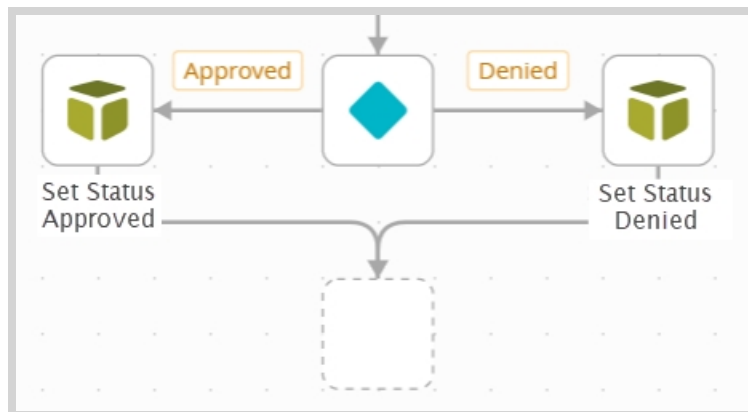 Approved
Denied
Set Status
Approved
Set Status
Denied